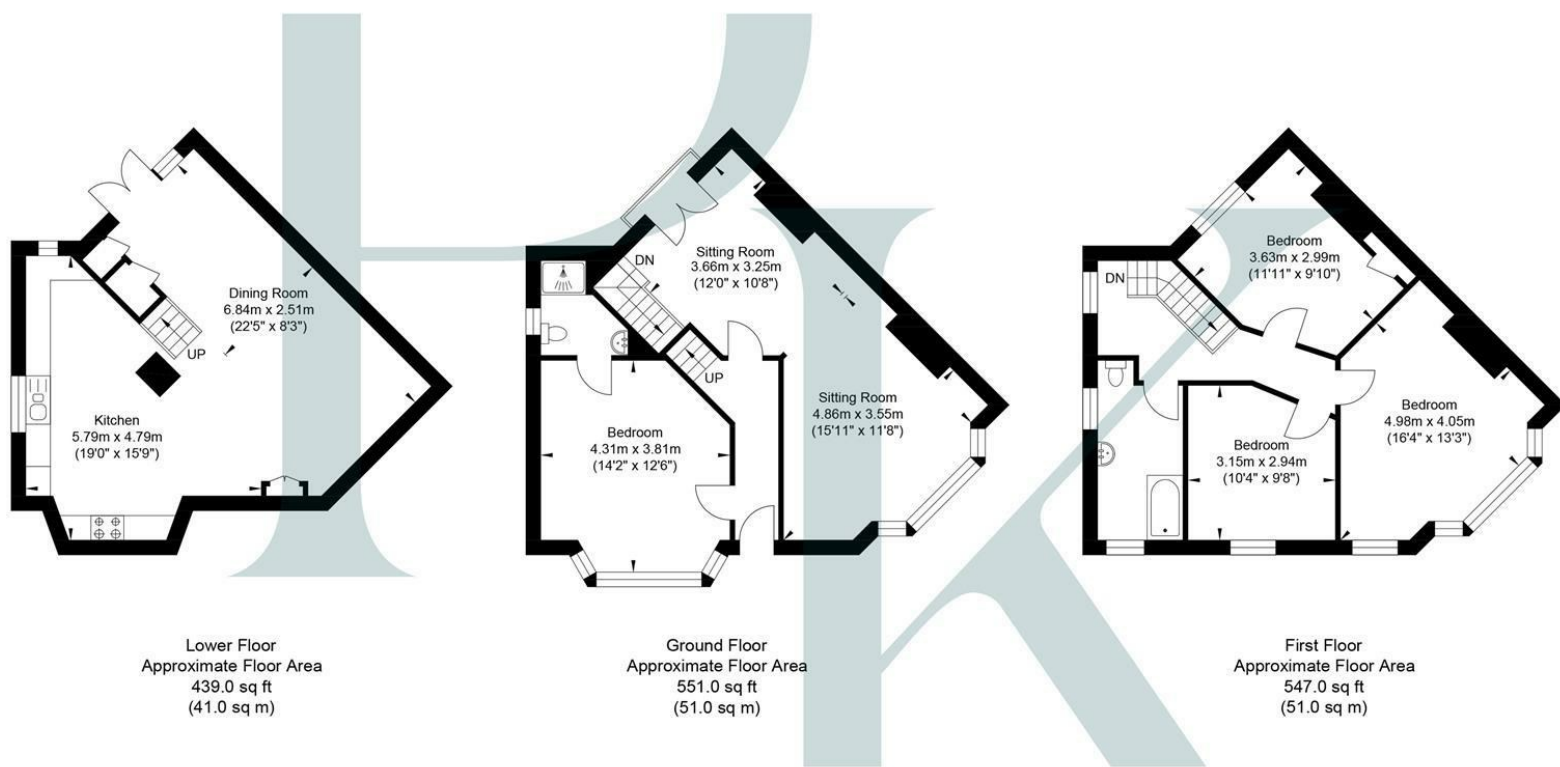 Dining Room
6.84m x 2.51m
(22'5" x 8'3")
UP
Kitchen
5.79m x 4.79m
(19'0" x 15'9")
Lower Floor
Approximate Floor Area
439.0 sq ft
(41.0 sq m)
Sitting Room
3.66m x 3.25m
(12'0" x 10'8")
DN
UP
Sitting Room
4.86m x 3.55m
(15'11" x 11'8")
Bedroom
4.31m x 3.81m
(14'2" x 12'6")
Ground Floor
Approximate Floor Area
551.0 sq ft
(51.0 sq m)
Bedroom
3.63m x 2.99m
(11'11" x 9'10")
DN
Bedroom
4.98m x 4.05m
(16'4" x 13'3")
Bedroom
3.15m x 2.94m
(10'4" x 9'8")
First Floor
Approximate Floor Area
547.0 sq ft
(51.0 sq m)
PK